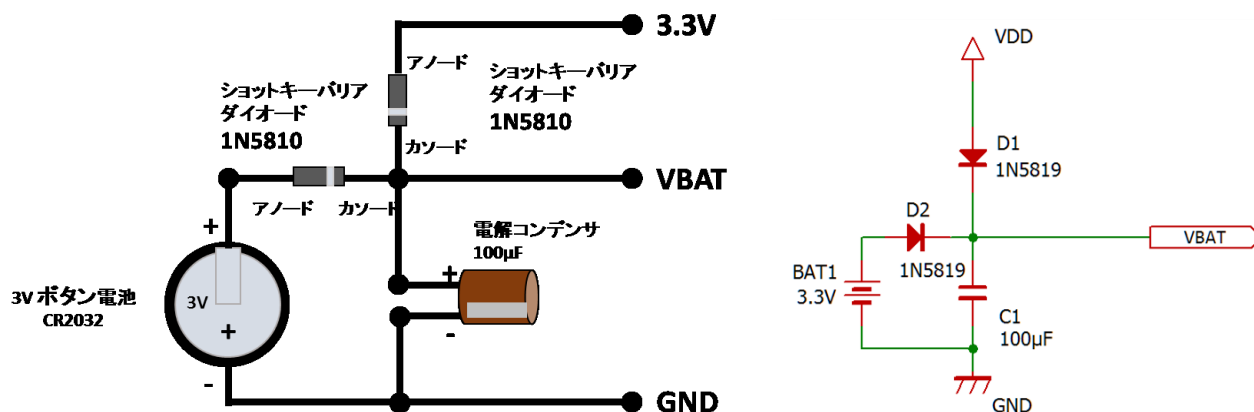 3.3V
アノード
ショットキーバリア
ダイオード
1N5810
ショットキーバリア
ダイオード
1N5810
カソード
VBAT
アノード
カソード
+
電解コンデンサ
100μF
+
-
3V ボタン電池
CR2032
3V
+
-
GND
VDD
D1
1N5819
D2
1N5819
VBAT
BAT1
3.3V
C1
100μF
GND